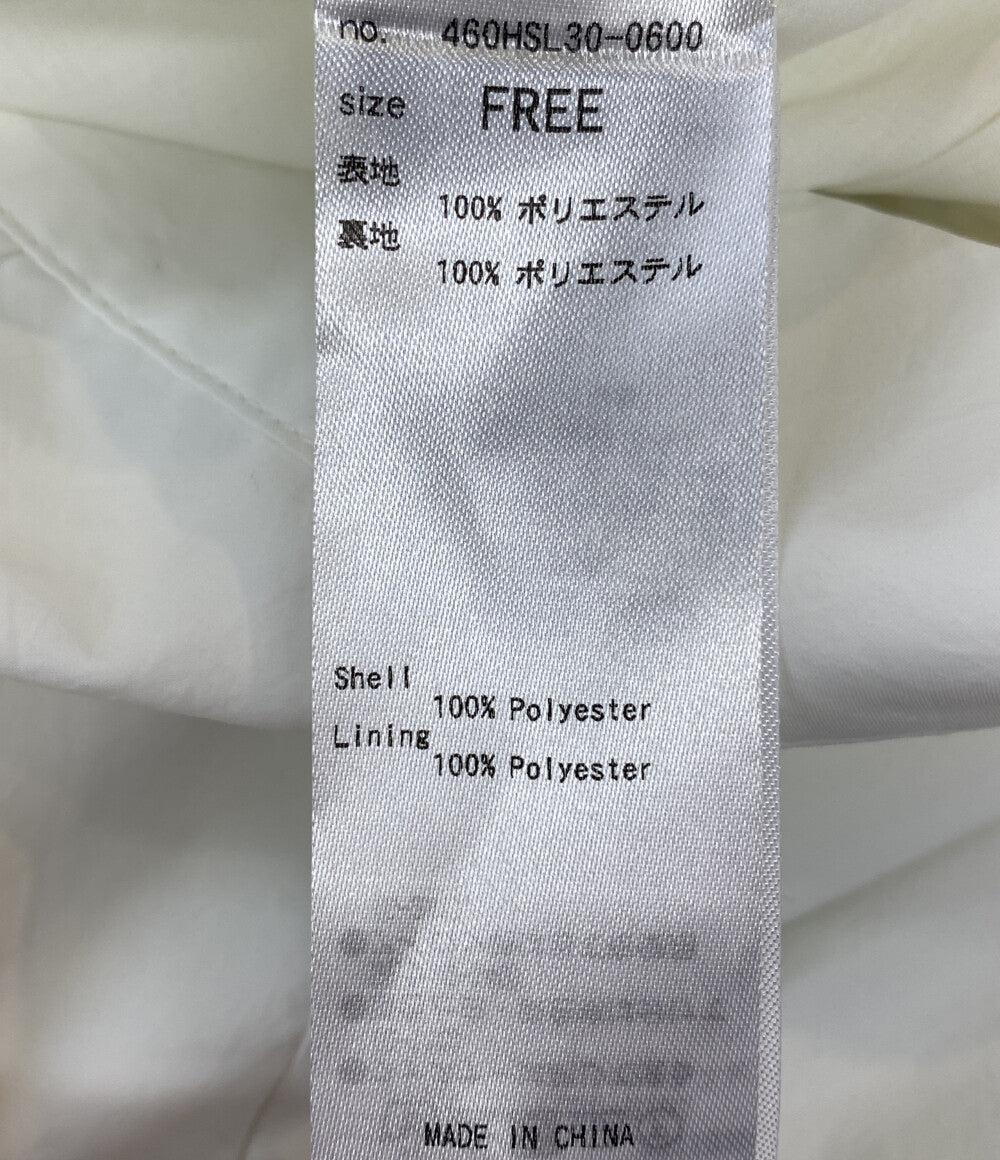 no. 460HSL30-0600
size FREE
表地
100% ポリエステル
裏地
100% ポリエステル
Shell
100% Polyester
Lining
100% Polyester
MADE IN CHINA